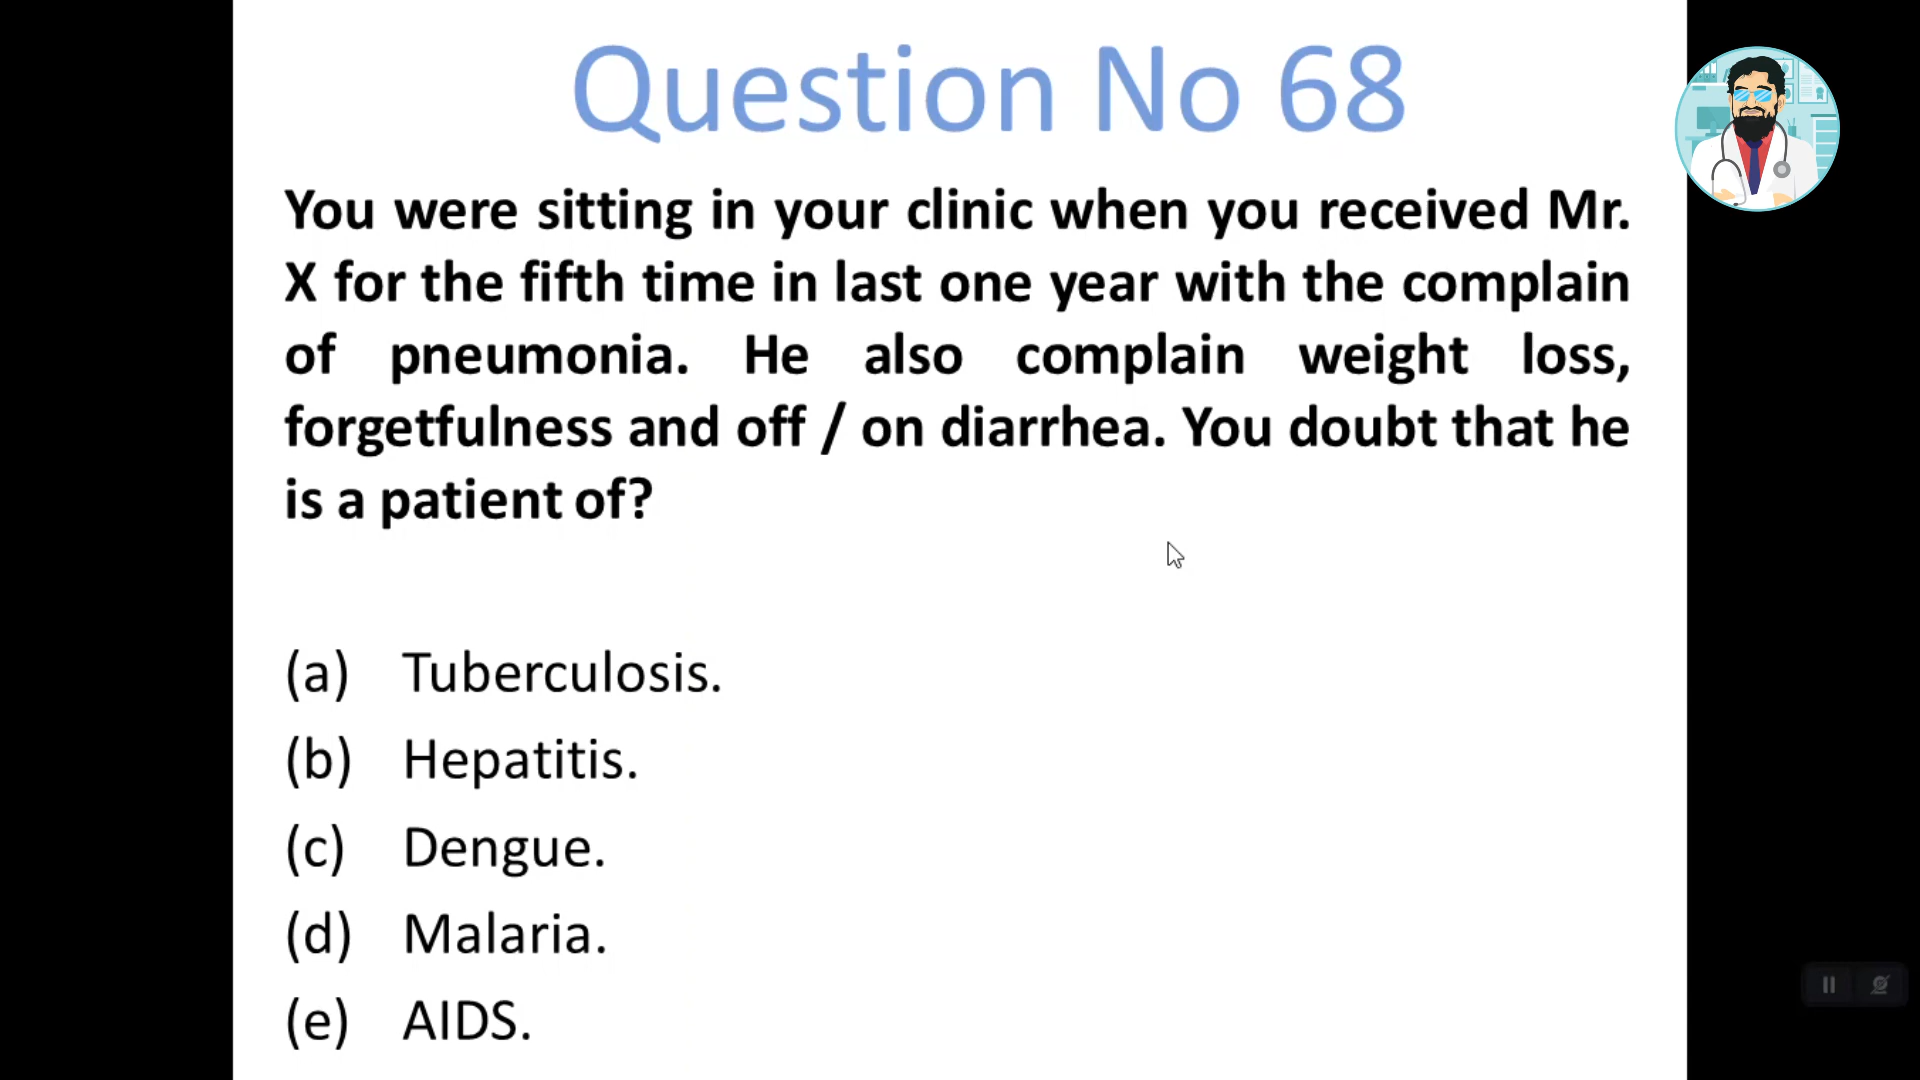 Question No 68
You were sitting in your clinic when you received Mr.
X for the fifth time in last one year with the complain
of pneumonia. He also complain weight loss,
forgetfulness and off / on diarrhea. You doubt that he
is a patient of?
(a) Tuberculosis.
(b) Hepatitis.
(c) Dengue.
(d) Malaria.
(e) AIDS.